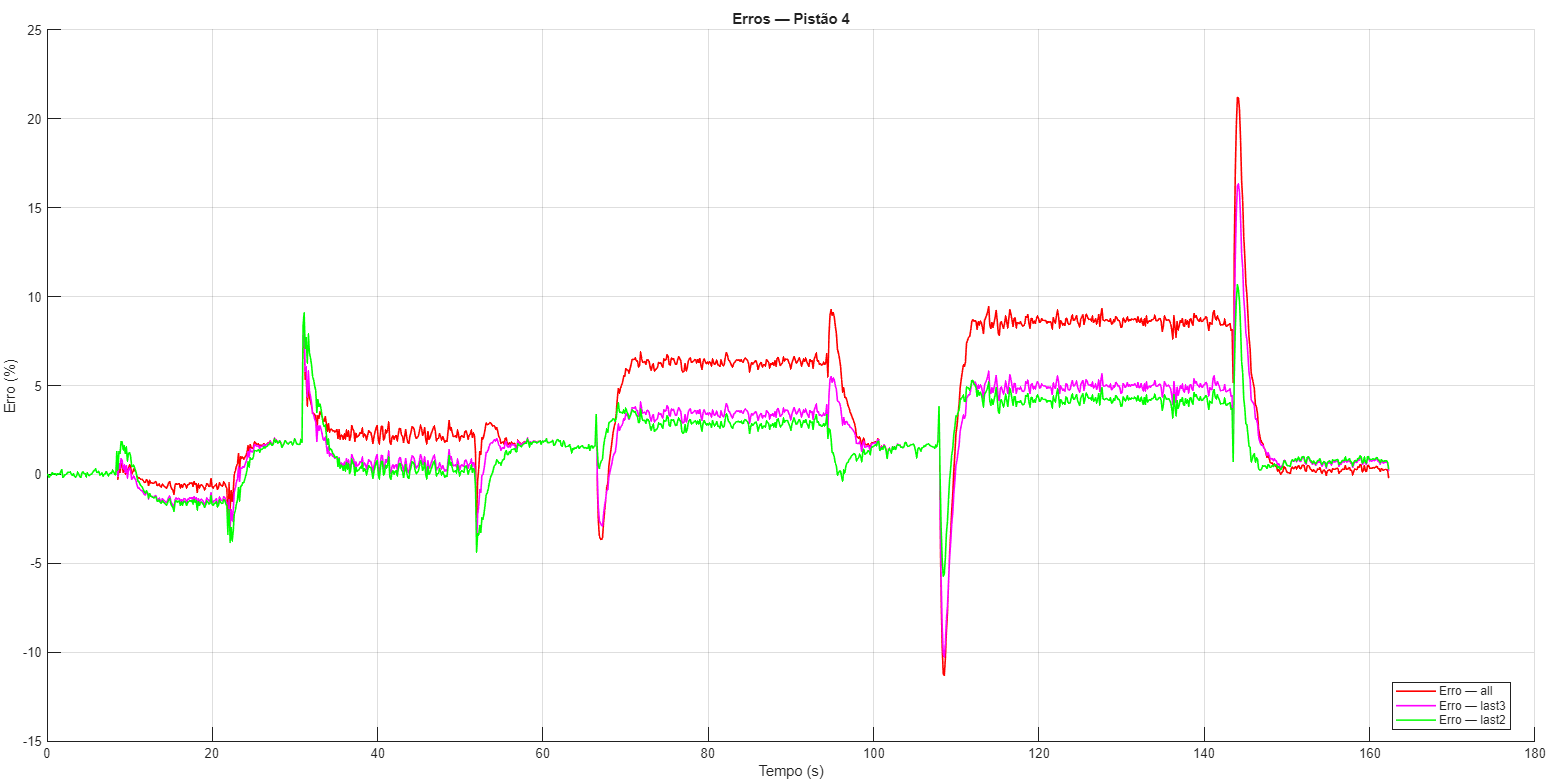 Erros — Pistão 4
Erro (%)
25
20
15
10
5
0
-5
-10
-15
0 20 40 60 80 100 120 140 160 180
Tempo (s)
Erro — all
Erro — last3
Erro — last2